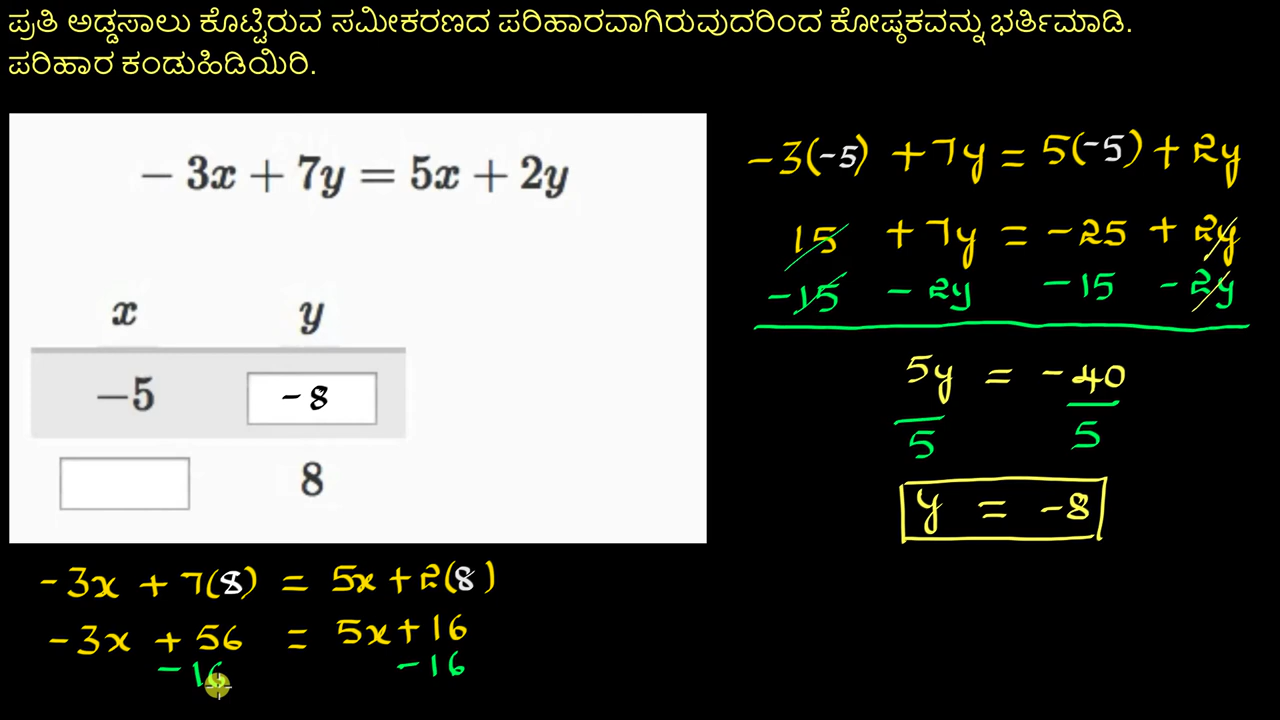 ಪ್ರತಿ ಅಡ್ಡಸಾಲು ಕೊಟ್ಟಿರುವ ಸಮೀಕರಣದ ಪರಿಹಾರವಾಗಿರುವುದರಿಂದ ಕೋಷ್ಠಕವನ್ನು ಭರ್ತಿಮಾಡಿ.
ಪರಿಹಾರ ಕಂಡುಹಿಡಿಯಿರಿ.
− 3x + 7y = 5x + 2y
x y
−5 -8
8
-3x + 7(8) = 5x + 2(8)
-3x + 56 = 5x + 16
-16 -16
-3(-5) + 7y = 5(-5) + 2y
15 + 7y = -25 + 2y
-15 - 2y -15 - 2y
5y = -40
5 5
y = -8